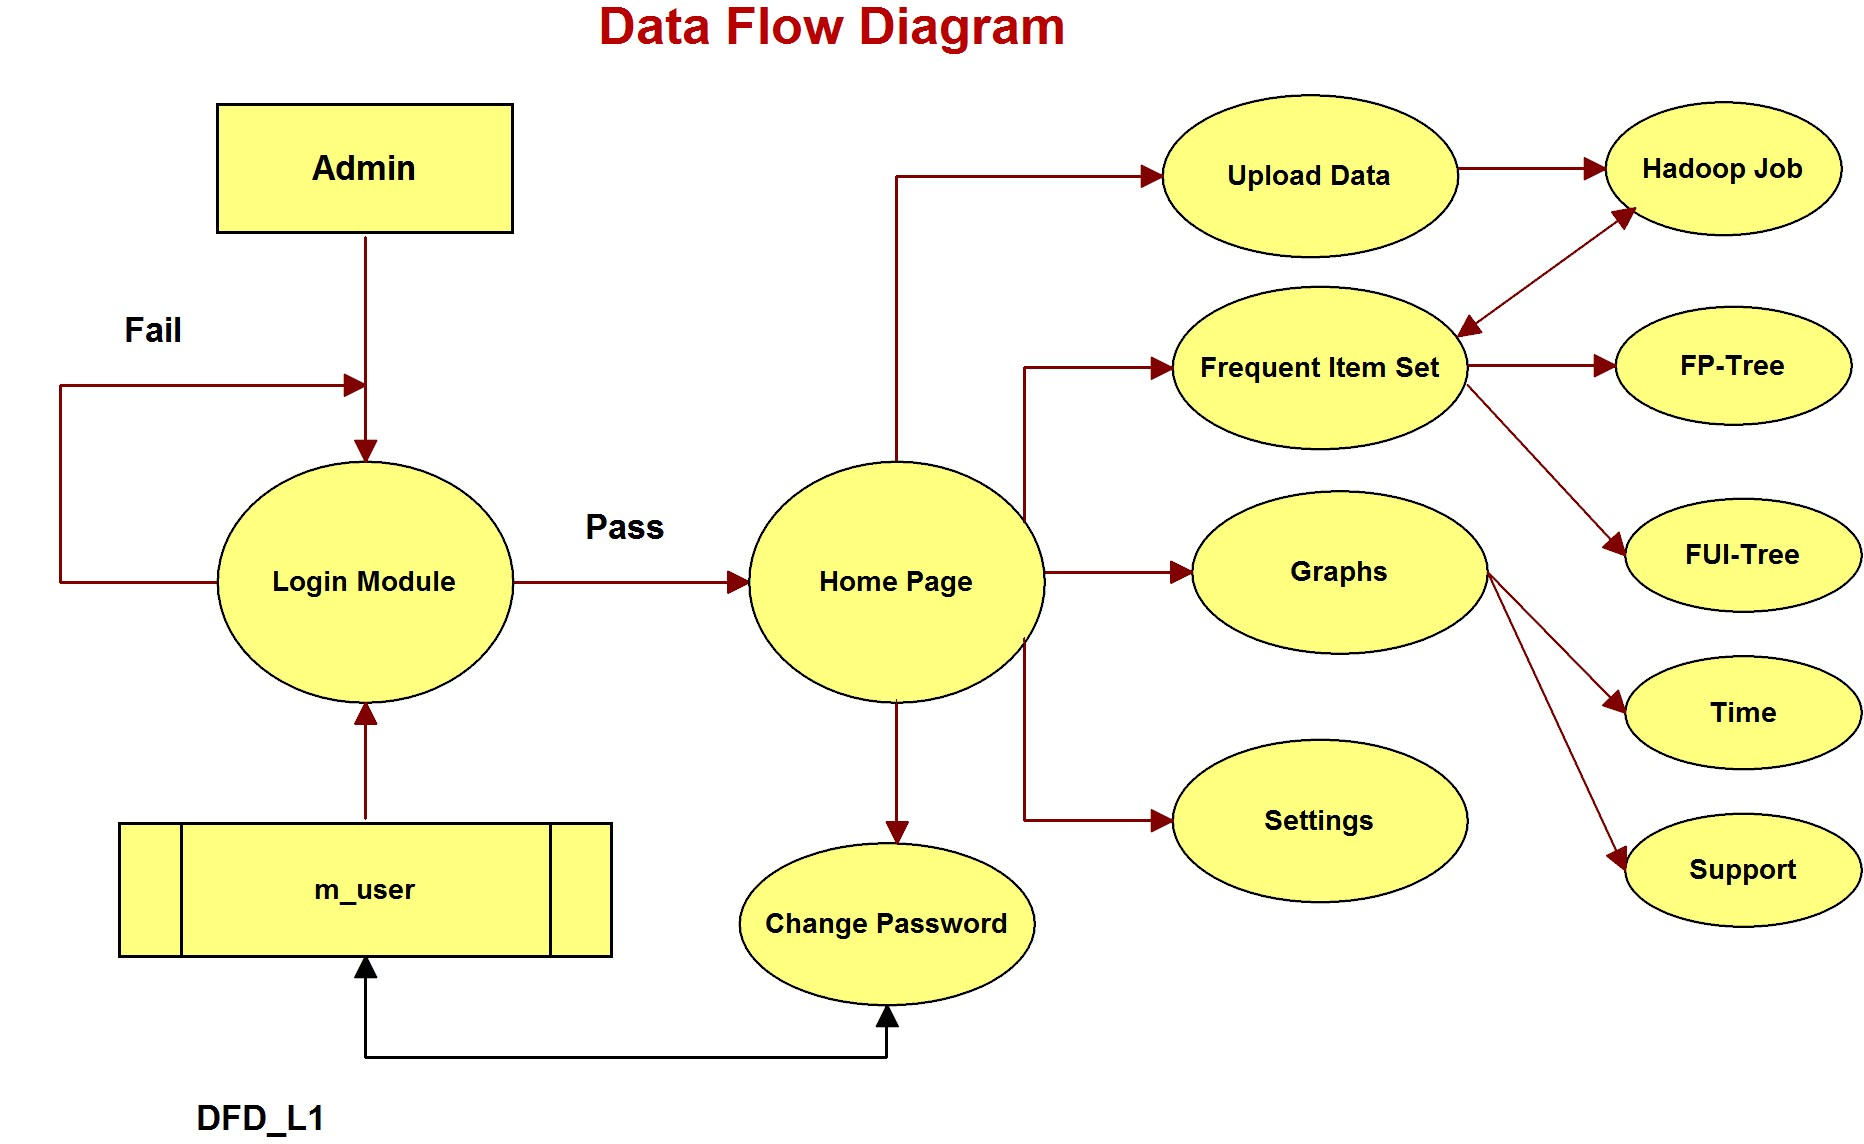 Data Flow Diagram
Admin
Upload Data
Hadoop Job
Fail
Frequent Item Set
FP-Tree
Pass
Login Module
Home Page
Graphs
FUI-Tree
Time
Settings
Support
m_user
Change Password
DFD_L1